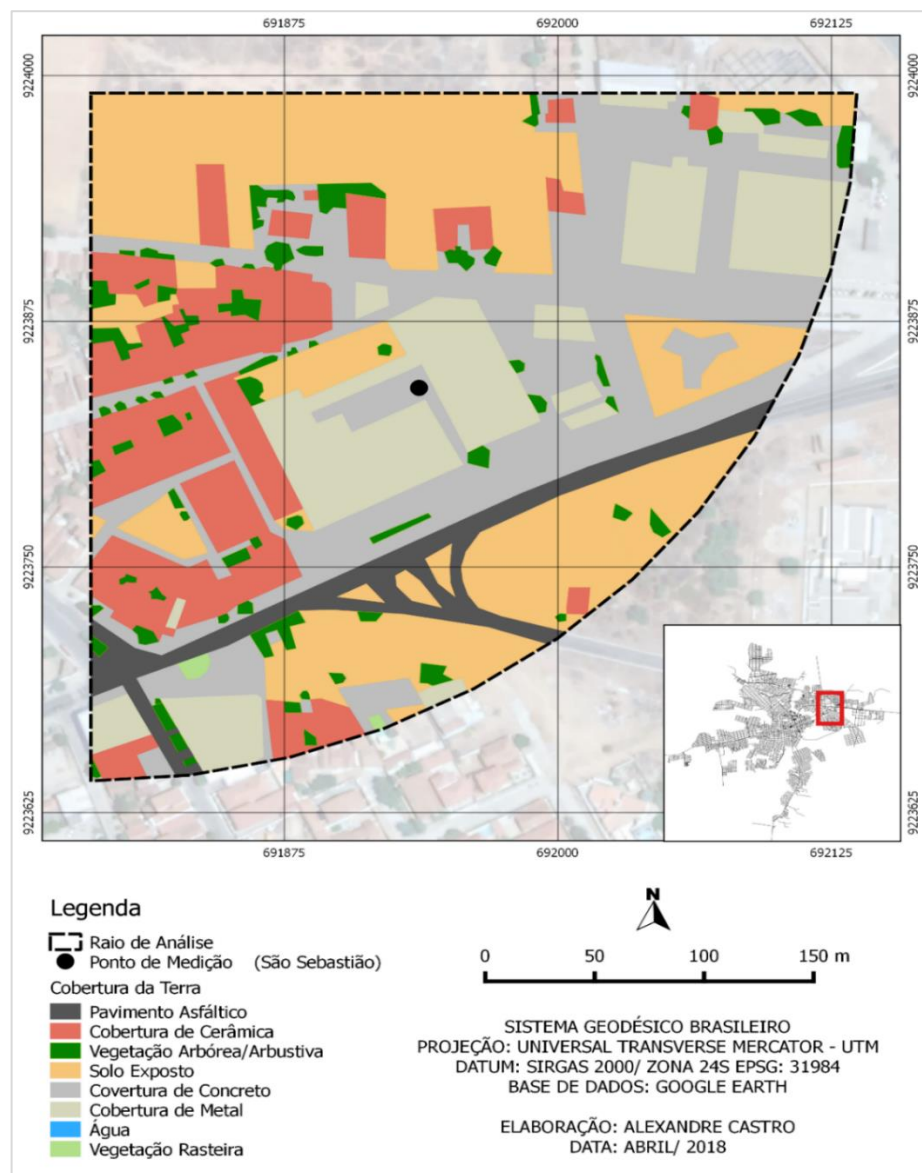 691875 692000 692125
9224000 9224000
9223875 9223875
9223750 9223750
9223625 9223625
691875 692000 692125
Legenda
Raio de Análise
Ponto de Medição (São Sebastião)
Cobertura da Terra
Pavimento Asfáltico
Cobertura de Cerâmica
Vegetação Arbórea/Arbustiva
Solo Exposto
Covertura de Concreto
Cobertura de Metal
Água
Vegetação Rasteira
N
0 50 100 150 m
SISTEMA GEODÉSICO BRASILEIRO
PROJEÇÃO: UNIVERSAL TRANSVERSE MERCATOR - UTM
DATUM: SIRGAS 2000/ ZONA 24S EPSG: 31984
BASE DE DADOS: GOOGLE EARTH
ELABORAÇÃO: ALEXANDRE CASTRO
DATA: ABRIL/ 2018